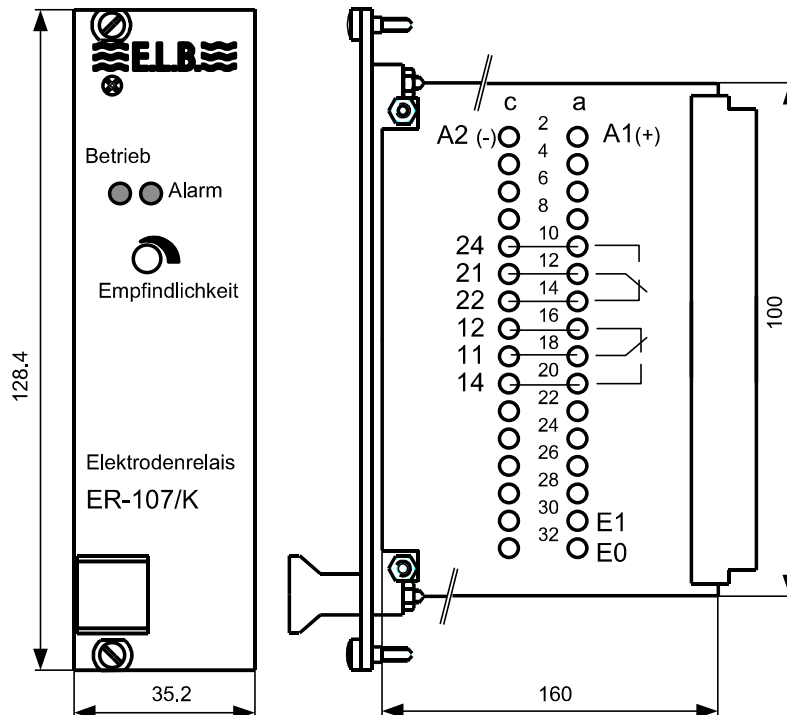 E.L.B.
Betrieb
Alarm
Empfindlichkeit
Elektrodenrelais
ER-107/K
128.4
35.2
c a
A2 (-) 2 A1(+)
4
6
8
24 10
21 12
22 14
12 16
11 18
14 20
22
24
26
28
30 E1
32 E0
100
160